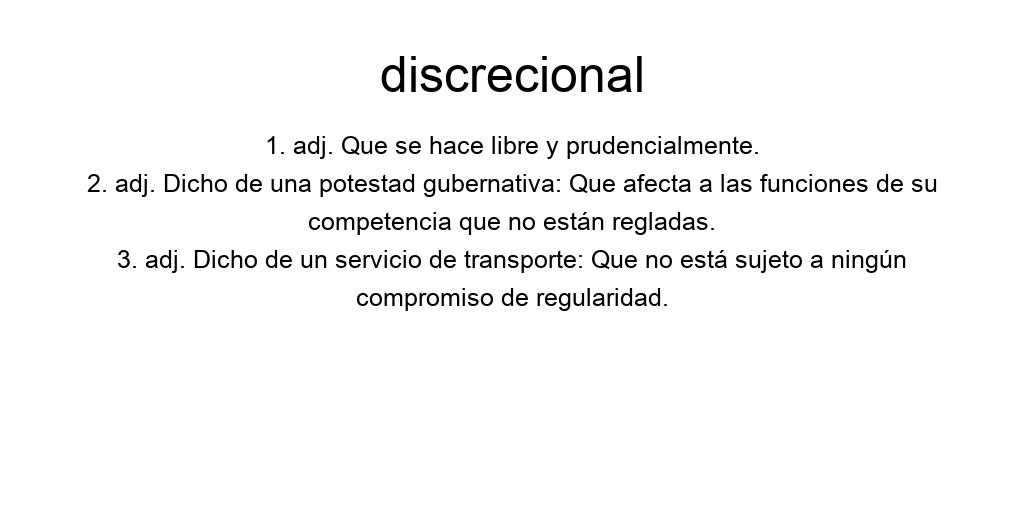 discrecional
1. adj. Que se hace libre y prudencialmente.
2. adj. Dicho de una potestad gubernativa: Que afecta a las funciones de su
competencia que no están regladas.
3. adj. Dicho de un servicio de transporte: Que no está sujeto a ningún
compromiso de regularidad.